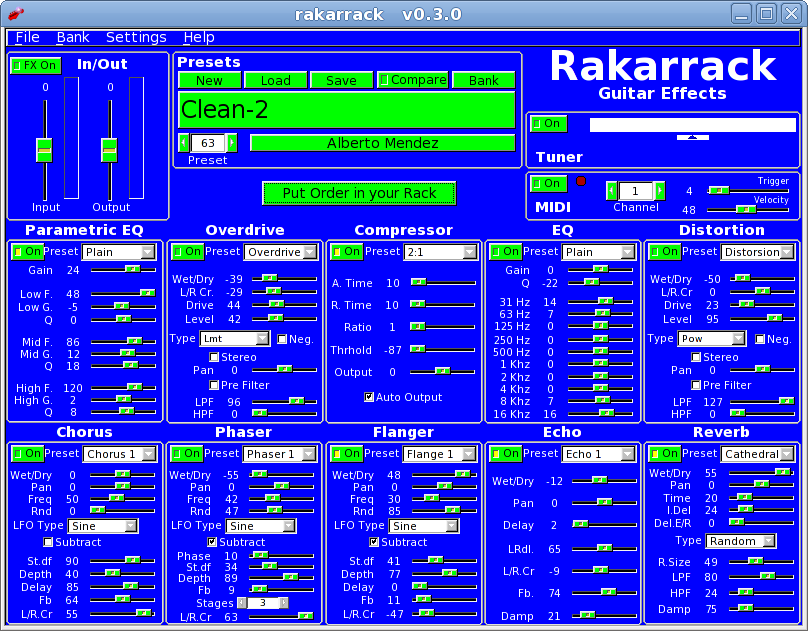 rakarrack v0.3.0
File Bank Settings Help
FX On In/Out
0 0
Input Output
Presets
New Load Save Compare Bank
Clean-2
63 Alberto Mendez
Preset
Put Order in your Rack
Rakarrack
Guitar Effects
On
Tuner
On 1 4 Trigger
MIDI Channel 48 Velocity
Parametric EQ
On Preset Plain
Gain 24
Low F. 48
Low G. -5
Q 0
Mid F. 86
Mid G. 12
Q 18
High F. 120
High G. 2
Q 8
Overdrive
On Preset Overdrive
Wet/Dry -39
L/R Cr. -29
Drive 44
Level 42
Type Lmt Neg.
Stereo
Pan 0
Pre Filter
LPF 96
HPF 0
Compressor
On Preset 2:1
A. Time 10
R. Time 10
Ratio 1
Thrhold -87
Output 0
Auto Output
EQ
On Preset Plain
Gain 0
Q -22
31 Hz 14
63 Hz 7
125 Hz 0
250 Hz 0
500 Hz 0
1 Khz 0
2 Khz 0
4 Khz 0
8 Khz 7
16 Khz 16
Distortion
On Preset Distorsion
Wet/Dry -50
L/R.Cr 0
Drive 23
Level 95
Type Pow Neg.
Stereo
Pan 0
Pre Filter
LPF 127
HPF 0
Chorus
On Preset Chorus 1
Wet/Dry 0
Pan 0
Freq 50
Rnd 0
LFO Type Sine
Subtract
St.df 90
Depth 40
Delay 85
Fb 64
L/R.Cr 55
Phaser
On Preset Phaser 1
Wet/Dry -55
Pan 0
Freq 42
Rnd 47
LFO Type Sine
Subtract
Phase 10
St.df 34
Depth 89
Fb 9
Stages 3
L/R.Cr 63
Flanger
On Preset Flange 1
Wet/Dry 48
Pan 0
Freq 30
Rnd 85
LFO Type Sine
Subtract
St.df 41
Depth 77
Delay 0
Fb 11
L/R.Cr -47
Echo
On Preset Echo 1
Wet/Dry -12
Pan 0
Delay 2
LRdl. 65
L/R.Cr -9
Fb. 74
Damp 21
Reverb
On Preset Cathedral
Wet/Dry 55
Pan 0
Time 20
I.Del 24
Del.E/R 0
Type Random
R.Size 49
LPF 80
HPF 24
Damp 75